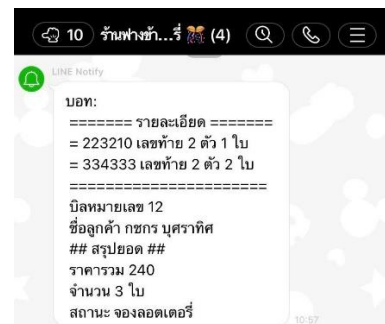 10 ร้านฟางข้า...รี่ (4)
LINE Notify
บอท:
======= รายละเอียด =======
= 223210 เลขท้าย 2 ตัว 1 ใบ
= 334333 เลขท้าย 2 ตัว 2 ใบ
======================
บิลหมายเลข 12
ชื่อลูกค้า กชกร บุศราทิศ
## สรุปยอด ##
ราคารวม 240
จำนวน 3 ใบ
สถานะ จองลอตเตอรี่
10:57